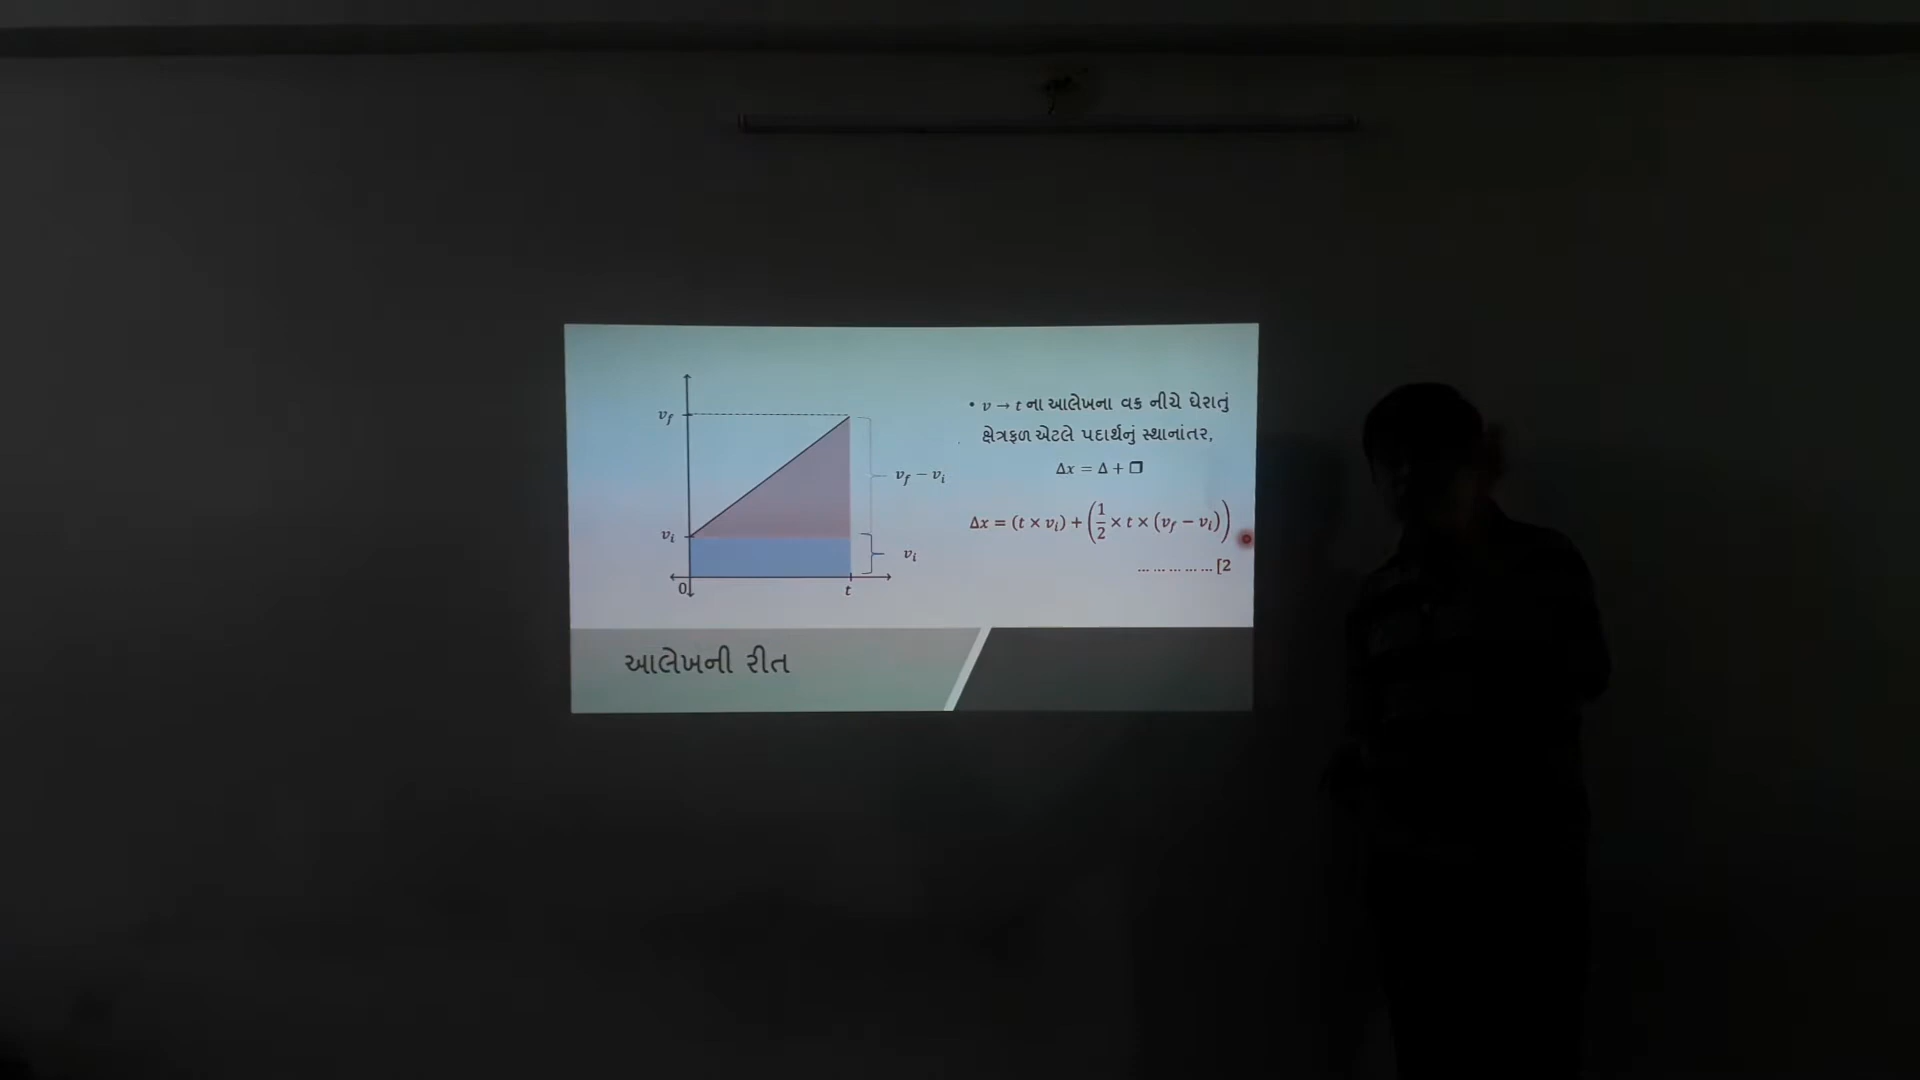 v_f
v_i
0
t
v_f − v_i
v_i
• v → t ના આલેખના વક્ર નીચે ઘેરાતું
ક્ષેત્રફળ એટલે પદાર્થનું સ્થાનાંતર,
Δx = Δ + □
Δx = (t × v_i) + (1/2 × t × (v_f − v_i))
... ... ... ... ... [2
આલેખની રીત